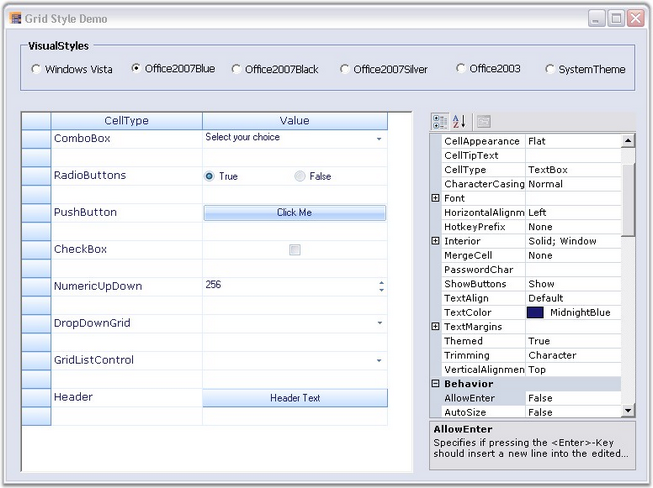 Grid Style Demo
VisualStyles
Windows Vista Office2007Blue Office2007Black Office2007Silver Office2003 SystemTheme
CellType Value
ComboBox Select your choice
RadioButtons True False
PushButton Click Me
CheckBox
NumericUpDown 256
DropDownGrid
GridListControl
Header Header Text
CellAppearance Flat
CellTipText
CellType TextBox
CharacterCasing Normal
Font
HorizontalAlignm Left
HotkeyPrefix None
Interior Solid; Window
MergeCell None
PasswordChar
ShowButtons Show
TextAlign Default
TextColor MidnightBlue
TextMargins
Themed True
Trimming Character
VerticalAlignmen Top
Behavior
AllowEnter False
AutoSize False
AllowEnter
Specifies if pressing the <Enter>-Key
should insert a new line into the edited...